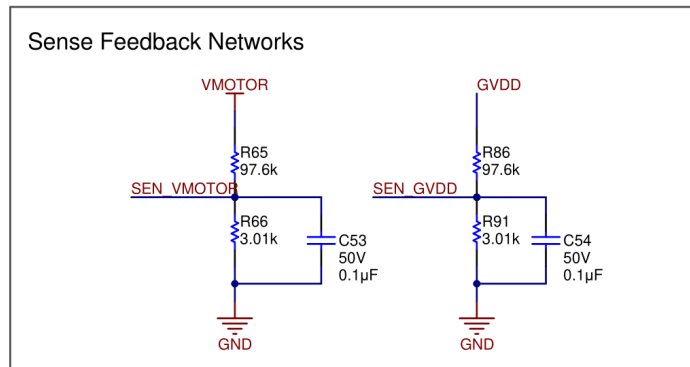 Sense Feedback Networks
VMOTOR
R65
97.6k
SEN_VMOTOR
R66
3.01k
C53
50V
0.1µF
GND
GVDD
R86
97.6k
SEN_GVDD
R91
3.01k
C54
50V
0.1µF
GND